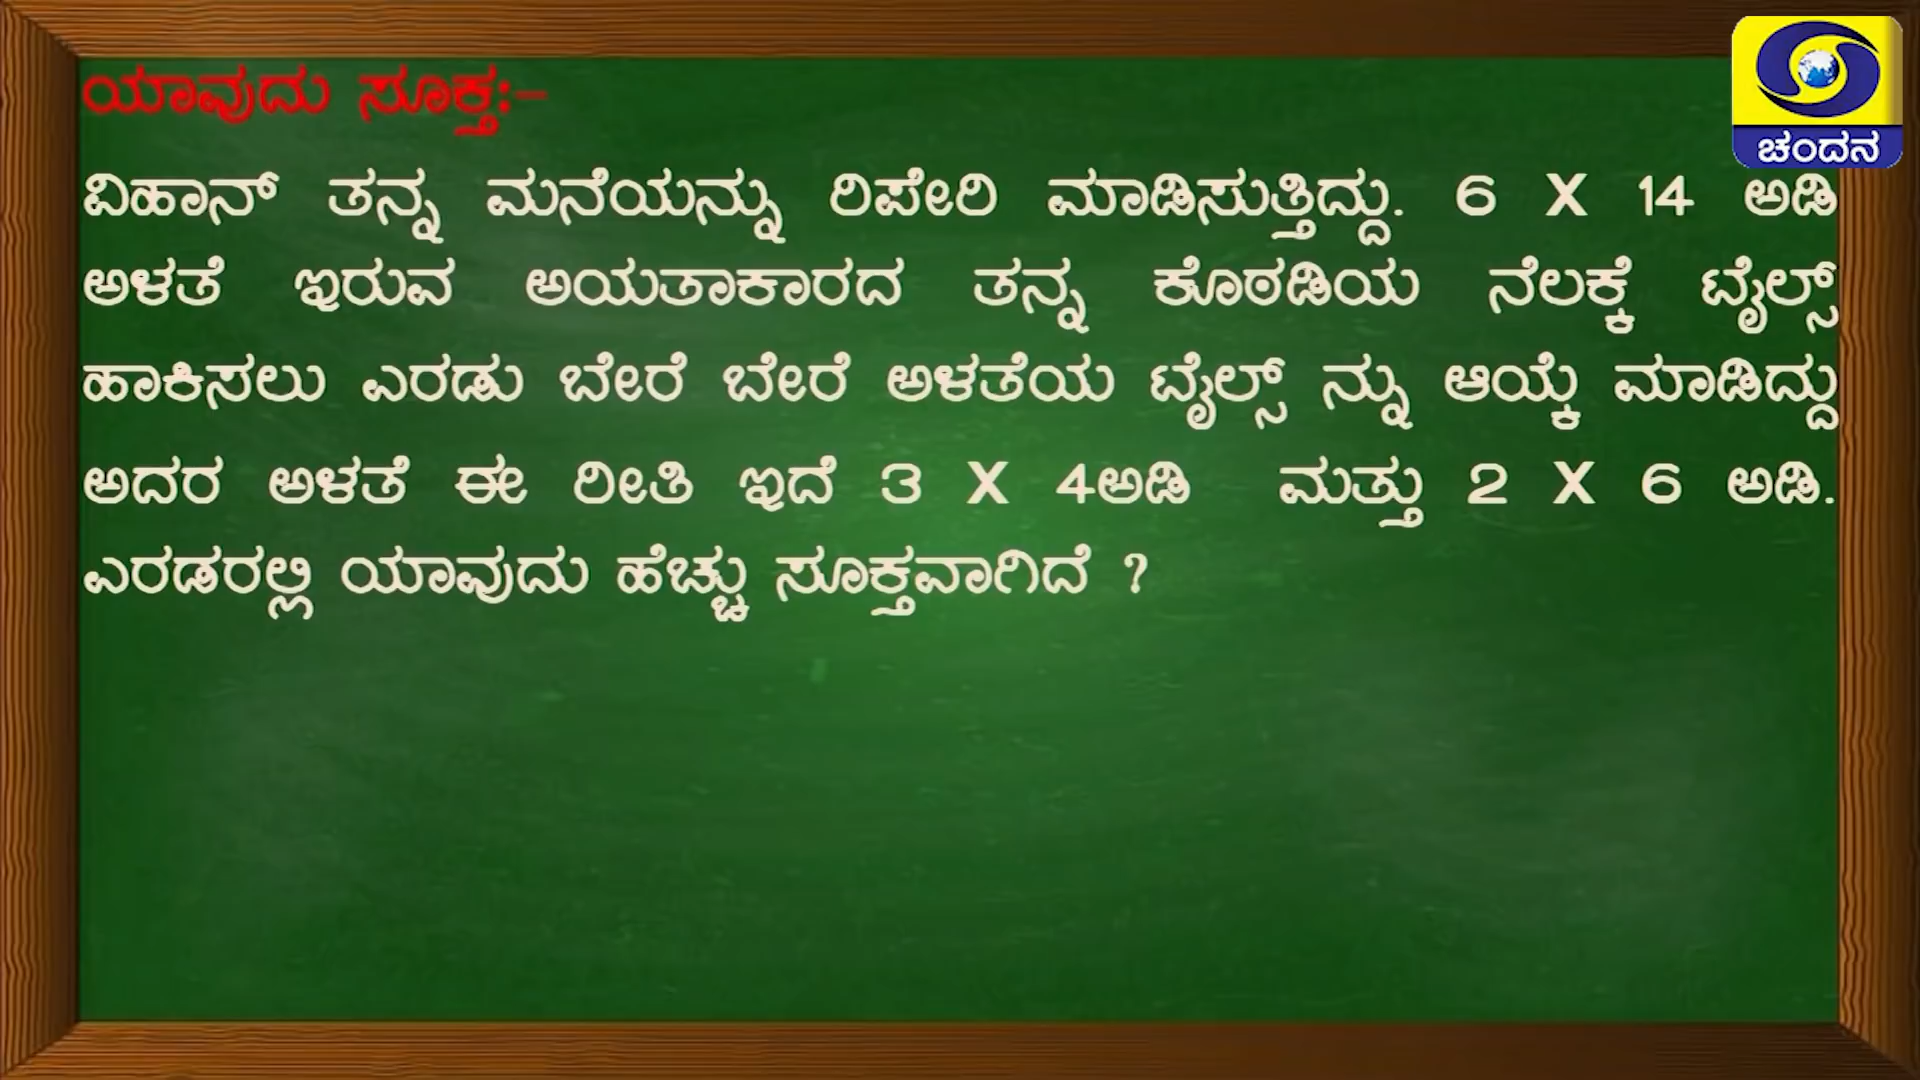 ಚಂದನ
ಯಾವುದು ಸೂಕ್ತ:-
ವಿಹಾನ್ ತನ್ನ ಮನೆಯನ್ನು ರಿಪೇರಿ ಮಾಡಿಸುತ್ತಿದ್ದು. 6 X 14 ಅಡಿ
ಅಳತೆ ಇರುವ ಅಯತಾಕಾರದ ತನ್ನ ಕೊಠಡಿಯ ನೆಲಕ್ಕೆ ಟೈಲ್ಸ್
ಹಾಕಿಸಲು ಎರಡು ಬೇರೆ ಬೇರೆ ಅಳತೆಯ ಟೈಲ್ಸ್ ನ್ನು ಆಯ್ಕೆ ಮಾಡಿದ್ದು
ಅದರ ಅಳತೆ ಈ ರೀತಿ ಇದೆ 3 X 4ಅಡಿ ಮತ್ತು 2 X 6 ಅಡಿ.
ಎರಡರಲ್ಲಿ ಯಾವುದು ಹೆಚ್ಚು ಸೂಕ್ತವಾಗಿದೆ ?